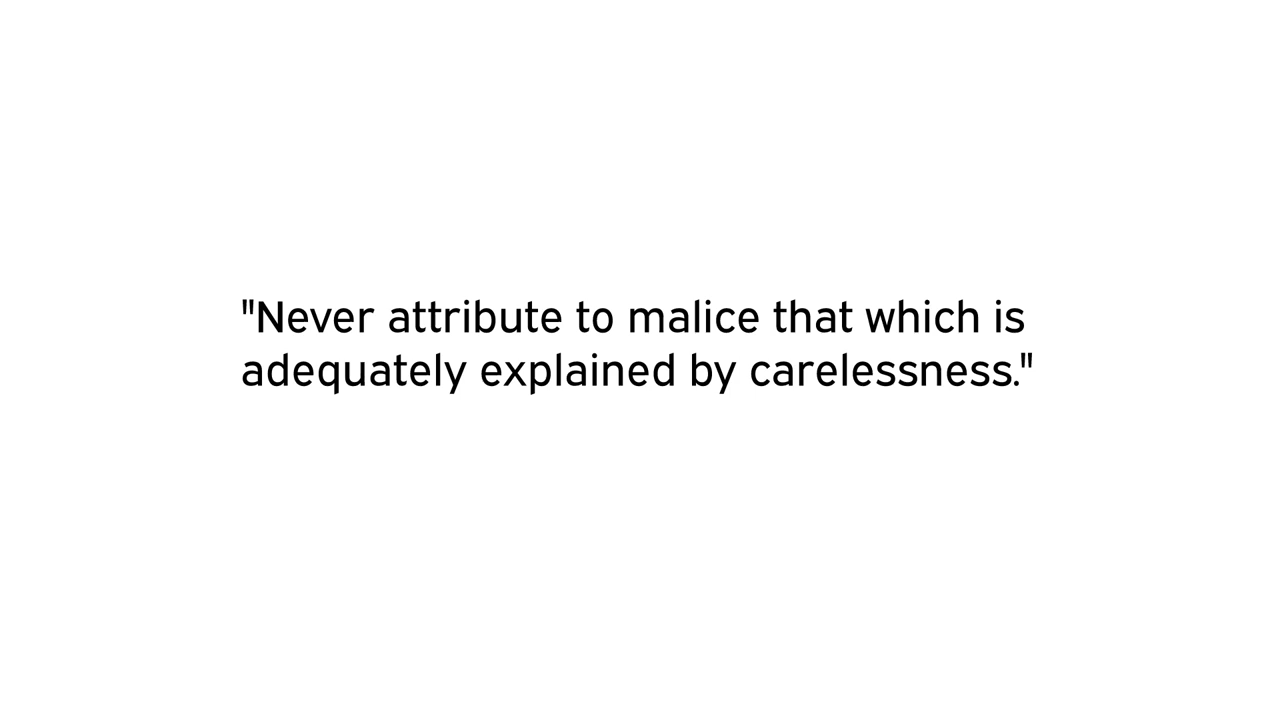 "Never attribute to malice that which is
adequately explained by carelessness."